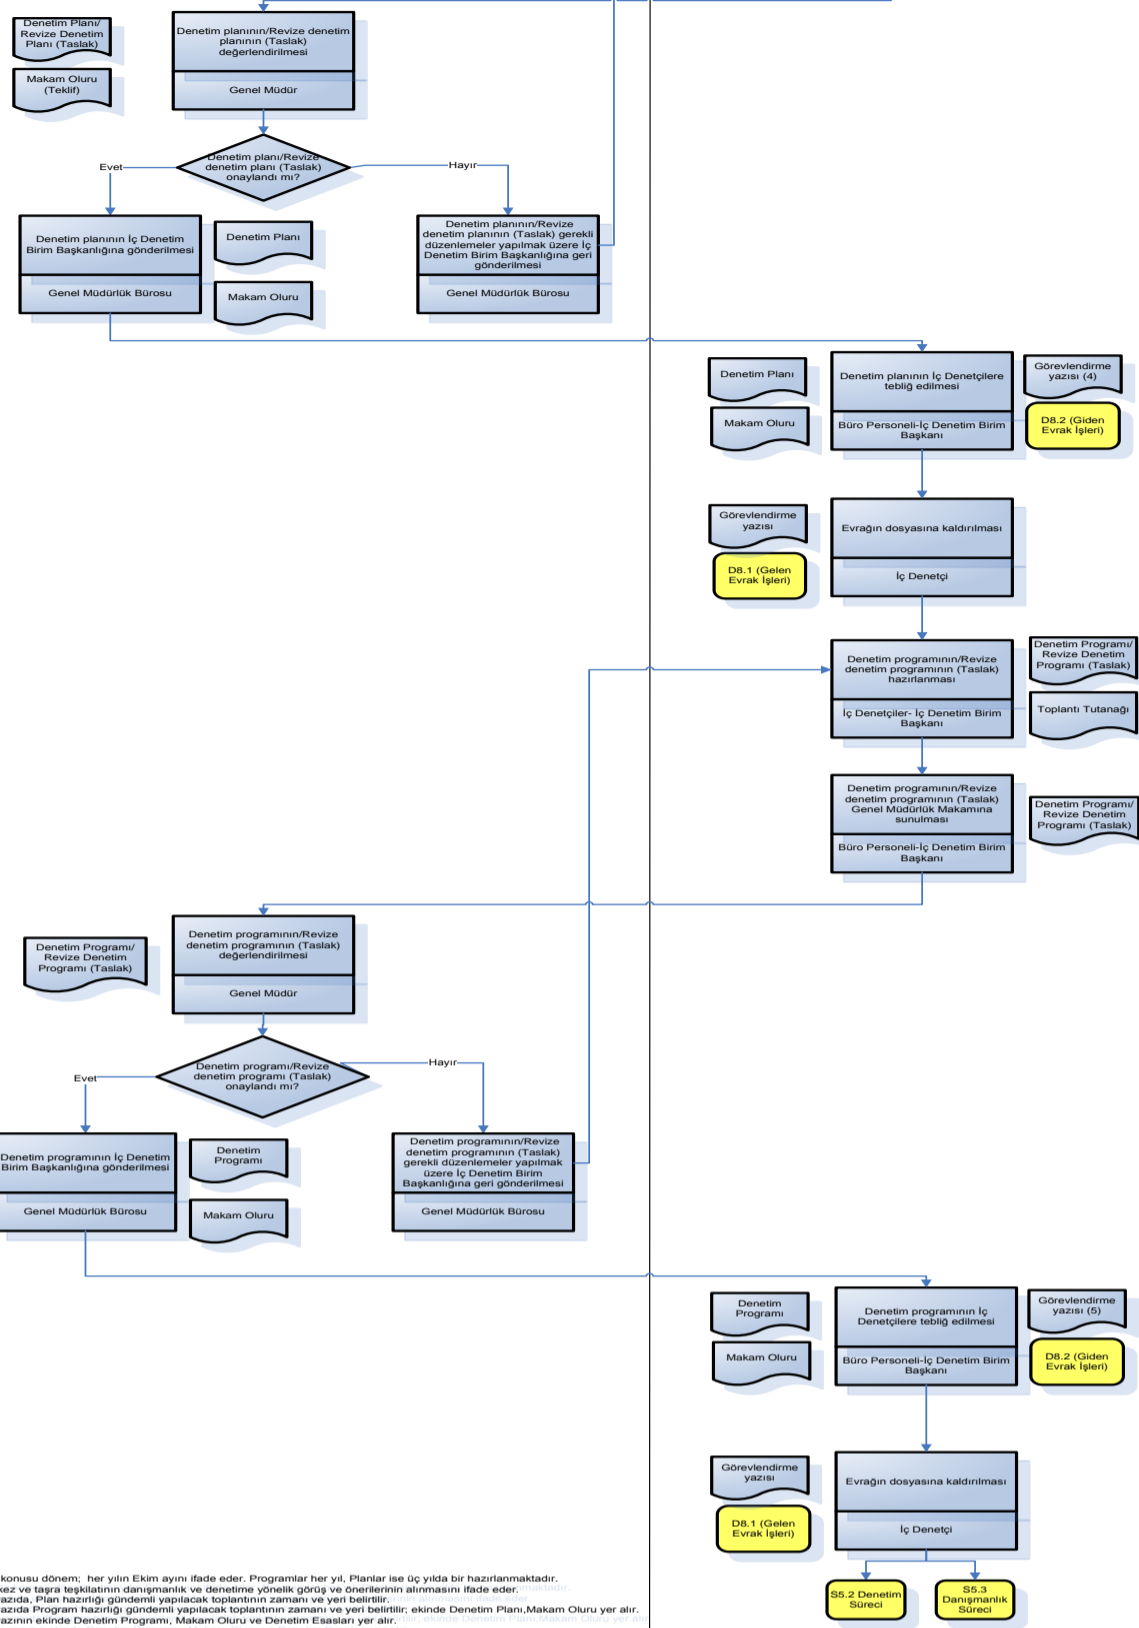 Denetim Planı/
Revize Denetim
Planı (Taslak)
Makam Oluru
(Teklif)
Denetim planının/Revize denetim
planının (Taslak)
değerlendirilmesi
Genel Müdür
Denetim planı/Revize
denetim planı (Taslak)
onaylandı mı?
Evet
Hayır
Denetim planının İç Denetim
Birim Başkanlığına gönderilmesi
Genel Müdürlük Bürosu
Denetim Planı
Makam Oluru
Denetim planının/Revize
denetim planının (Taslak) gerekli
düzenlemeler yapılmak üzere İç
Denetim Birim Başkanlığına geri
gönderilmesi
Genel Müdürlük Bürosu
Denetim Planı
Makam Oluru
Denetim planının İç Denetçilere
tebliğ edilmesi
Büro Personeli-İç Denetim Birim
Başkanı
Görevlendirme
yazısı (4)
D8.2 (Giden
Evrak İşleri)
Görevlendirme
yazısı
D8.1 (Gelen
Evrak İşleri)
Evrağın dosyasına kaldırılması
İç Denetçi
Denetim programının/Revize
denetim programının (Taslak)
hazırlanması
İç Denetçiler- İç Denetim Birim
Başkanı
Denetim Programı/
Revize Denetim
Programı (Taslak)
Toplantı Tutanağı
Denetim programının/Revize
denetim programının (Taslak)
Genel Müdürlük Makamına
sunulması
Büro Personeli-İç Denetim Birim
Başkanı
Denetim Programı/
Revize Denetim
Programı (Taslak)
Denetim Programı/
Revize Denetim
Programı (Taslak)
Denetim programının/Revize
denetim programının (Taslak)
değerlendirilmesi
Genel Müdür
Denetim programı/Revize
denetim programı (Taslak)
onaylandı mı?
Evet
Hayır
Denetim programının İç Denetim
Birim Başkanlığına gönderilmesi
Genel Müdürlük Bürosu
Denetim
Programı
Makam Oluru
Denetim programının/Revize
denetim programının (Taslak)
gerekli düzenlemeler yapılmak
üzere İç Denetim Birim
Başkanlığına geri gönderilmesi
Genel Müdürlük Bürosu
Denetim
Programı
Makam Oluru
Denetim programının İç
Denetçilere tebliğ edilmesi
Büro Personeli-İç Denetim Birim
Başkanı
Görevlendirme
yazısı (5)
D8.2 (Giden
Evrak İşleri)
Görevlendirme
yazısı
D8.1 (Gelen
Evrak İşleri)
Evrağın dosyasına kaldırılması
İç Denetçi
S5.2 Denetim
Süreci
S5.3
Danışmanlık
Süreci
konusu dönem; her yılın Ekim ayını ifade eder. Programlar her yıl, Planlar ise üç yılda bir hazırlanmaktadır.
kez ve taşra teşkilatının danışmanlık ve denetime yönelik görüş ve önerilerinin alınmasını ifade eder.
azıda, Plan hazırlığı gündemli yapılacak toplantının zamanı ve yeri belirtilir.
azıda Program hazırlığı gündemli yapılacak toplantının zamanı ve yeri belirtilir; ekinde Denetim Planı,Makam Oluru yer alır.
azının ekinde Denetim Programı, Makam Oluru ve Denetim Esasları yer alır.